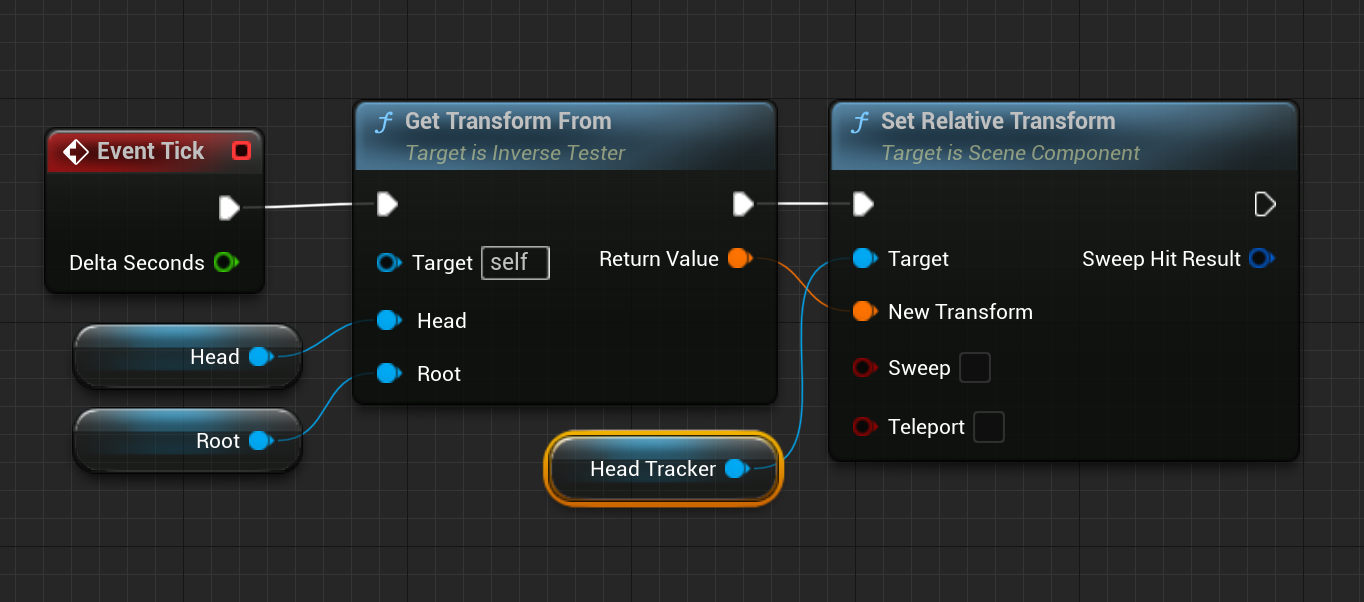 Event Tick
Delta Seconds
Head
Root
Get Transform From
Target is Inverse Tester
Target self
Return Value
Head
Root
Head Tracker
Set Relative Transform
Target is Scene Component
Target
Sweep Hit Result
New Transform
Sweep
Teleport